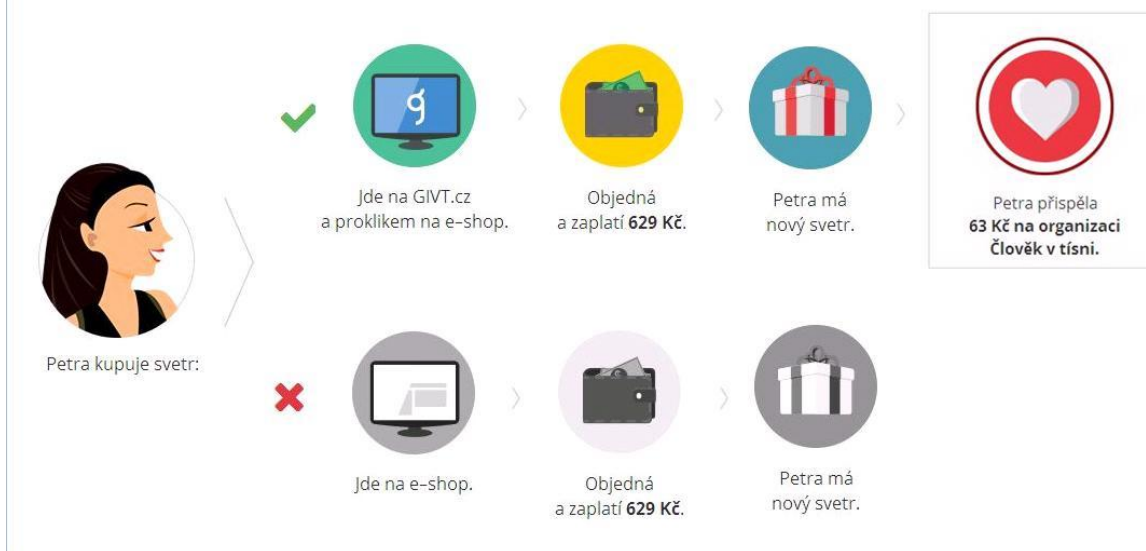 Petra kupuje svetr:
Jde na GIVT.cz
a proklikem na e–shop.
Objedná
a zaplatí 629 Kč.
Petra má
nový svetr.
Petra přispěla
63 Kč na organizaci
Člověk v tísni.
Jde na e–shop.
Objedná
a zaplatí 629 Kč.
Petra má
nový svetr.